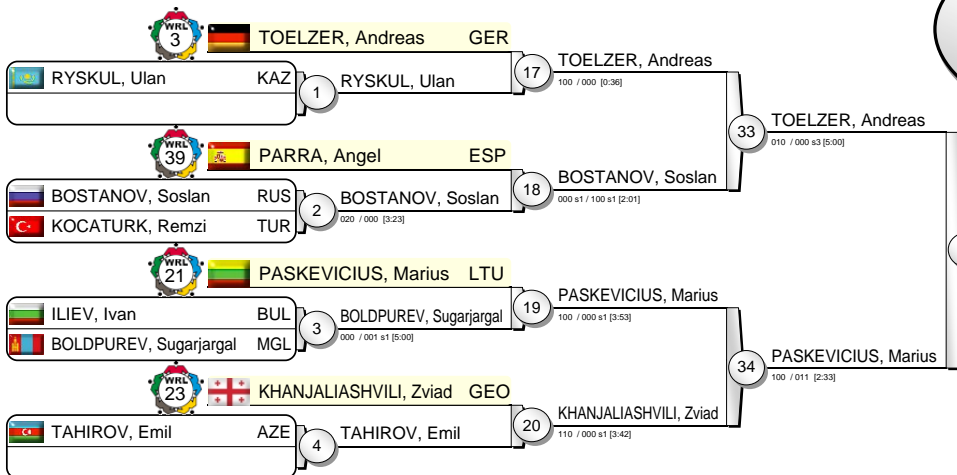 WRL
3
TOELZER, Andreas GER
RYSKUL, Ulan KAZ
1
RYSKUL, Ulan
17
TOELZER, Andreas
100 / 000 [0:36]
WRL
39
PARRA, Angel ESP
BOSTANOV, Soslan RUS
KOCATURK, Remzi TUR
2
BOSTANOV, Soslan
020 / 000 [3:23]
18
BOSTANOV, Soslan
000 s1 / 100 s1 [2:01]
33
TOELZER, Andreas
010 / 000 s3 [5:00]
WRL
21
PASKEVICIUS, Marius LTU
ILIEV, Ivan BUL
BOLDPUREV, Sugarjargal MGL
3
BOLDPUREV, Sugarjargal
000 / 001 s1 [5:00]
19
PASKEVICIUS, Marius
100 / 000 s1 [3:53]
WRL
23
KHANJALIASHVILI, Zviad GEO
TAHIROV, Emil AZE
4
TAHIROV, Emil
20
KHANJALIASHVILI, Zviad
110 / 000 s1 [3:42]
34
PASKEVICIUS, Marius
100 / 011 [2:33]